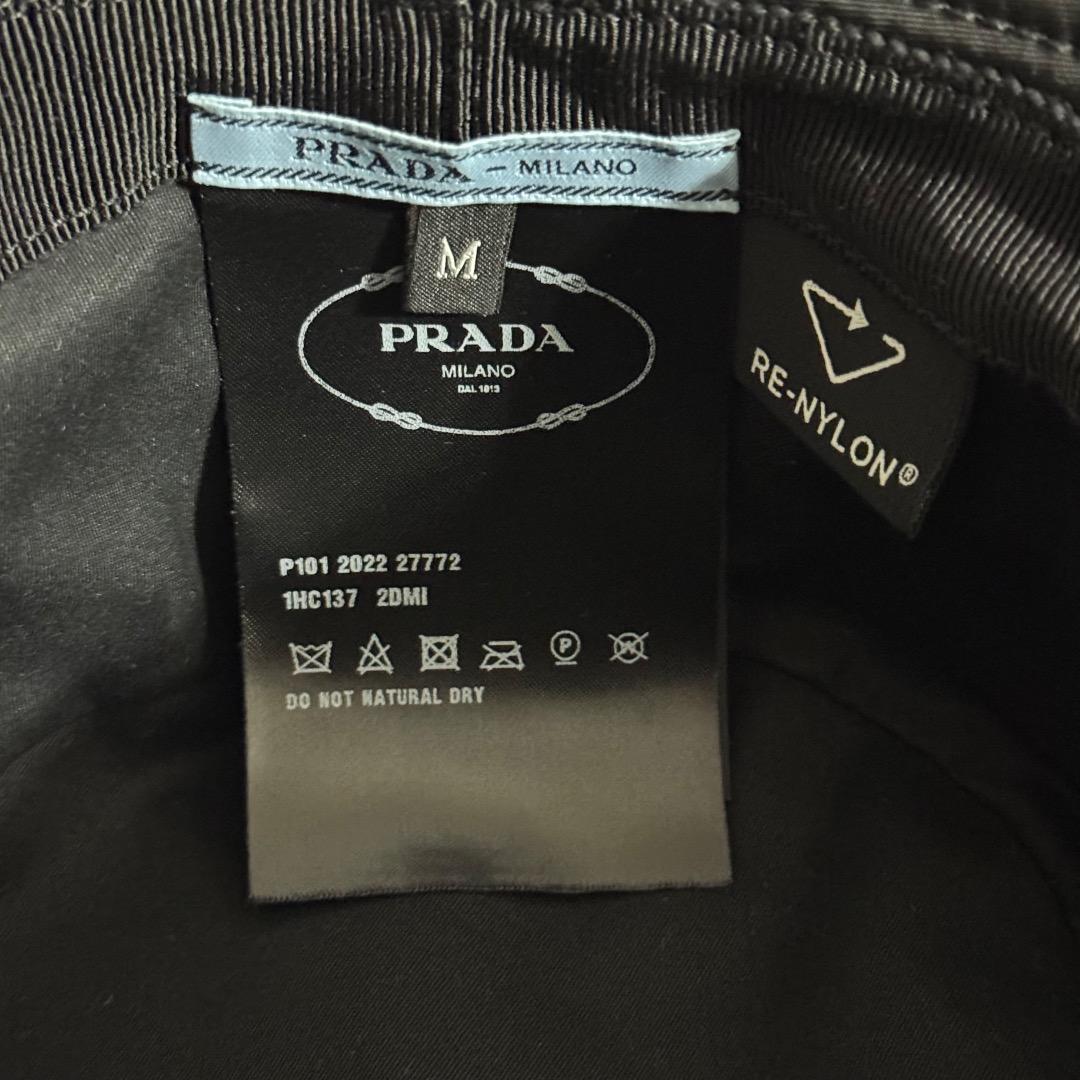 PRADA - MILANO
M
PRADA
MILANO
DAL 1913
RE-NYLON®
P101 2022 27772
1HC137 2DMI
P
W
DO NOT NATURAL DRY